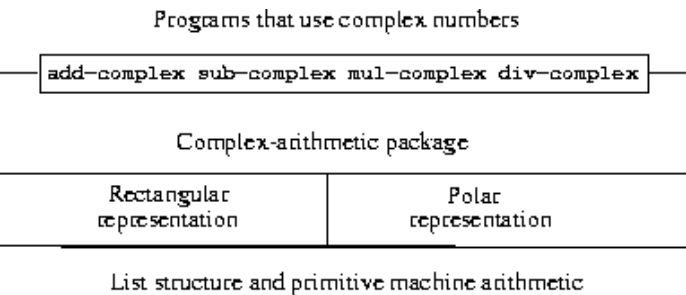 Programs that use complex numbers
add-complex sub-complex mul-complex div-complex
Complex-arithmetic package
Rectangular
representation
Polar
representation
List structure and primitive machine arithmetic